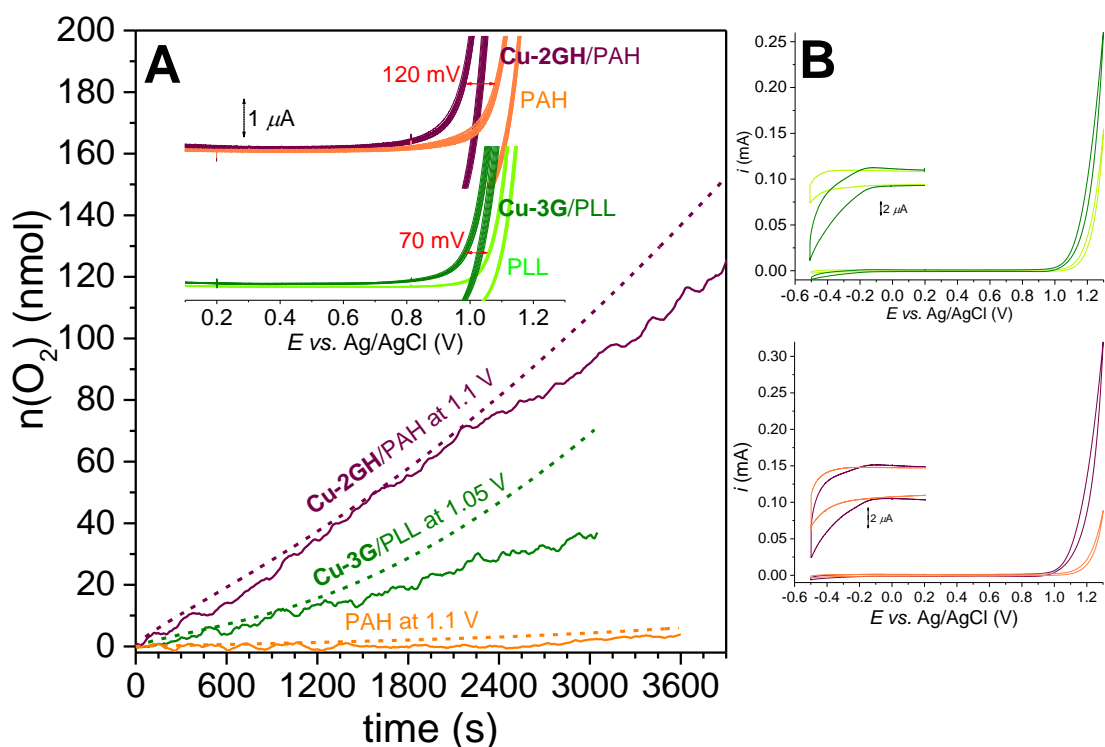 A
B
200
180
160
140
120
100
80
60
40
20
0
n(O2) (nmol)
0 600 1200 1800 2400 3000 3600
time (s)
Cu-2GH/PAH
120 mV
PAH
1 μA
Cu-3G/PLL
70 mV
PLL
0.2 0.4 0.6 0.8 1.0 1.2
E vs. Ag/AgCl (V)
Cu-2GH/PAH at 1.1 V
Cu-3G/PLL at 1.05 V
PAH at 1.1 V
0.25
0.20
0.15
0.10
0.05
0.00
i (mA)
2 μA
-0.6 -0.4 -0.2 0.0 0.2 0.4 0.6 0.8 1.0 1.2
E vs. Ag/AgCl (V)
0.30
0.25
0.20
0.15
0.10
0.05
0.00
i (mA)
2 μA
-0.6 -0.4 -0.2 0.0 0.2 0.4 0.6 0.8 1.0 1.2
E vs. Ag/AgCl (V)